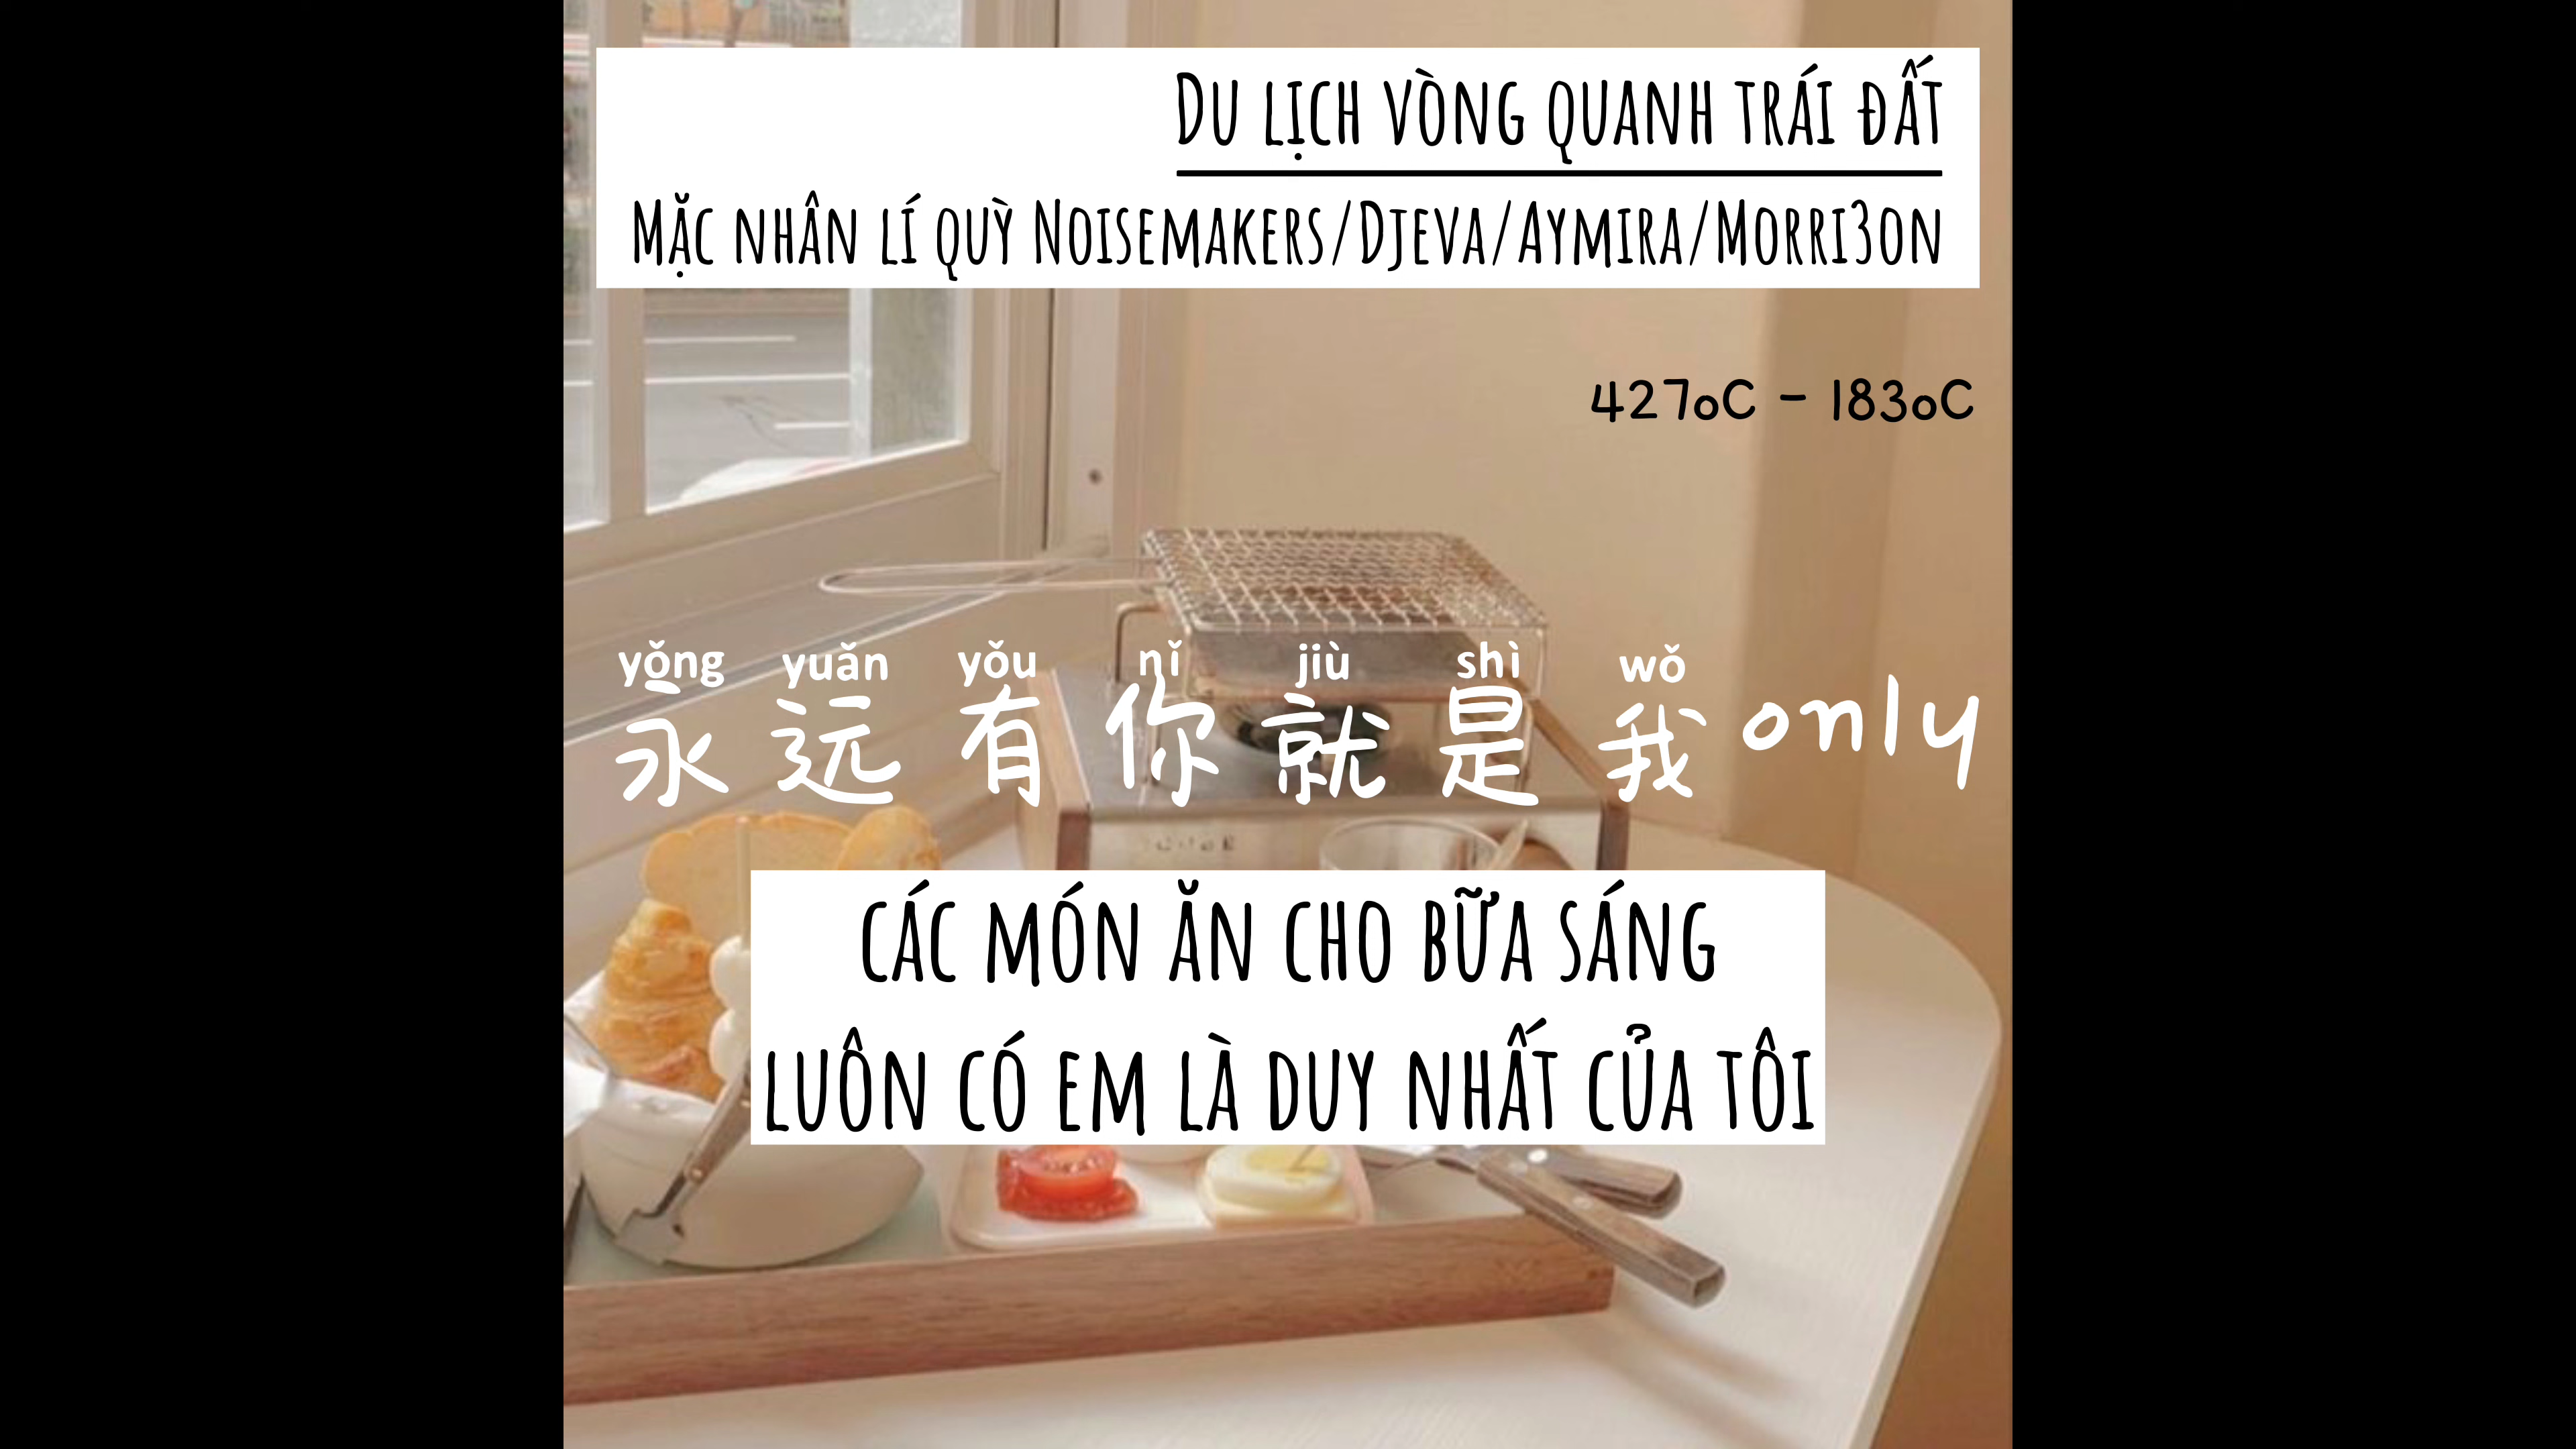 Du lịch vòng quanh trái đất
Mặc nhân lí quỳ Noisemakers/Djeva/Aymira/Morri3on
427oC - 183oC
yǒng yuǎn yǒu nǐ jiù shì wǒ
永远有你就是我only
các món ăn cho bữa sáng
luôn có em là duy nhất của tôi